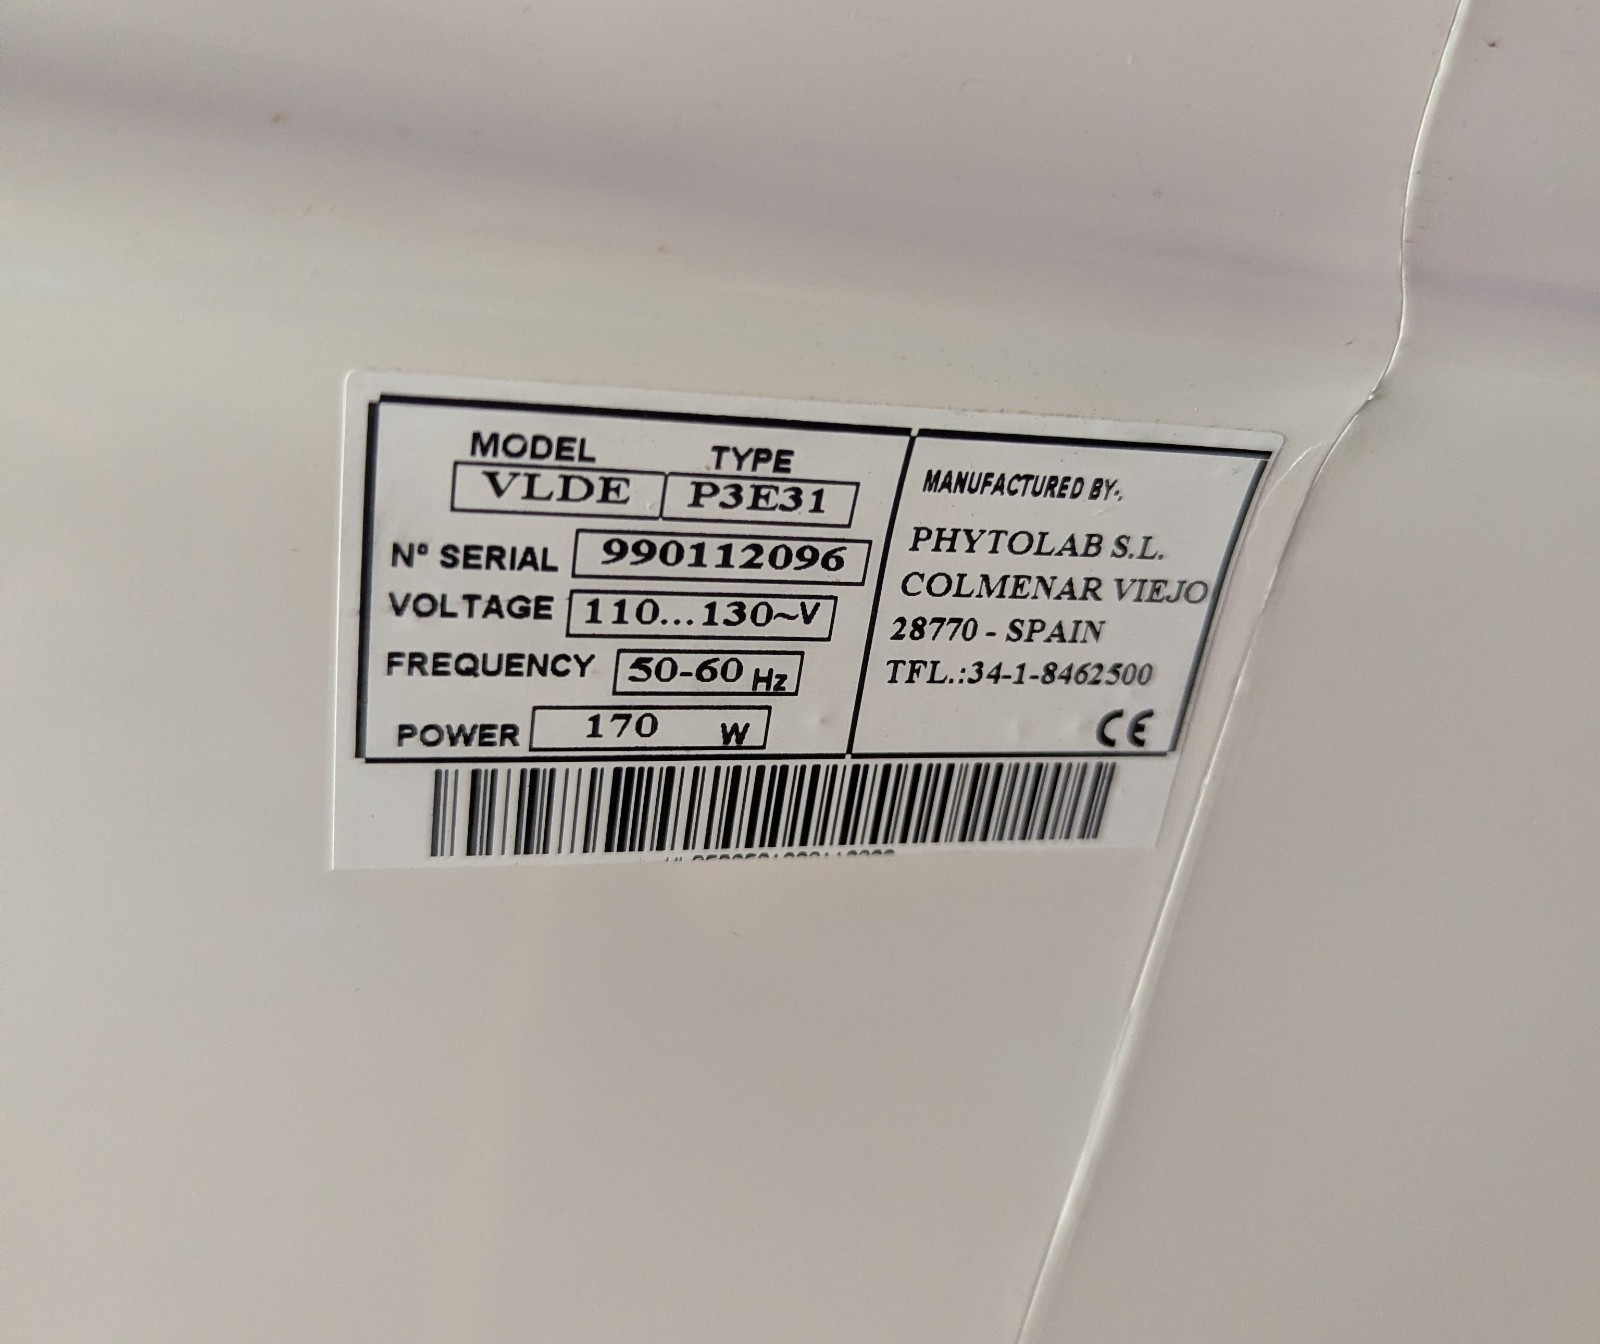 MODEL TYPE
VLDE P3E31
Nº SERIAL 990112096
VOLTAGE 110...130~V
FREQUENCY 50-60 Hz
POWER 170 W
MANUFACTURED BY:
PHYTOLAB S.L.
COLMENAR VIEJO
28770 - SPAIN
TFL.:34-1-8462500
CE